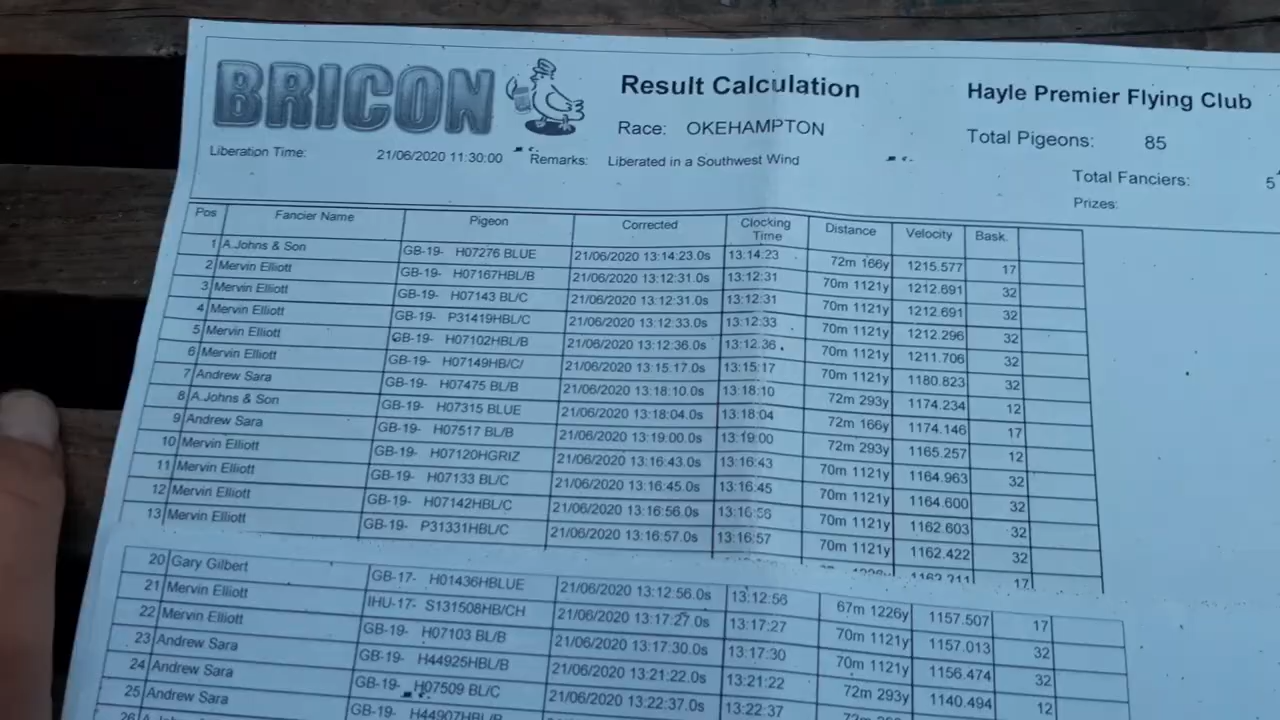 BRICON
Result Calculation
Hayle Premier Flying Club
Race: OKEHAMPTON
Total Pigeons: 85
Liberation Time: 21/06/2020 11:30:00 Remarks: Liberated in a Southwest Wind
Total Fanciers: 5
Prizes:
Pos Fancier Name Pigeon Corrected Clocking Time Distance Velocity Bask.
1 A.Johns & Son GB-19- H07276 BLUE 21/06/2020 13:14:23.0s 13:14:23 72m 166y 1215.577 17
2 Mervin Elliott GB-19- H07167HBL/B 21/06/2020 13:12:31.0s 13:12:31 70m 1121y 1212.691 32
3 Mervin Elliott GB-19- H07143 BL/C 21/06/2020 13:12:31.0s 13:12:31 70m 1121y 1212.691 32
4 Mervin Elliott GB-19- P31419HBL/C 21/06/2020 13:12:33.0s 13:12:33 70m 1121y 1212.296 32
5 Mervin Elliott GB-19- H07102HBL/B 21/06/2020 13:12:36.0s 13:12:36 70m 1121y 1211.706 32
6 Mervin Elliott GB-19- H07149HB/C/ 21/06/2020 13:15:17.0s 13:15:17 70m 1121y 1180.823 32
7 Andrew Sara GB-19- H07475 BL/B 21/06/2020 13:18:10.0s 13:18:10 72m 293y 1174.234 12
8 A.Johns & Son GB-19- H07315 BLUE 21/06/2020 13:18:04.0s 13:18:04 72m 166y 1174.146 17
9 Andrew Sara GB-19- H07517 BL/B 21/06/2020 13:19:00.0s 13:19:00 72m 293y 1165.257 12
10 Mervin Elliott GB-19- H07120HGRIZ 21/06/2020 13:16:43.0s 13:16:43 70m 1121y 1164.963 32
11 Mervin Elliott GB-19- H07133 BL/C 21/06/2020 13:16:45.0s 13:16:45 70m 1121y 1164.600 32
12 Mervin Elliott GB-19- H07142HBL/C 21/06/2020 13:16:56.0s 13:16:56 70m 1121y 1162.603 32
13 Mervin Elliott GB-19- P31331HBL/C 21/06/2020 13:16:57.0s 13:16:57 70m 1121y 1162.422 32
17
20 Gary Gilbert GB-17- H01436HBLUE 21/06/2020 13:12:56.0s 13:12:56 67m 1226y 1157.507 17
21 Mervin Elliott IHU-17- S131508HB/CH 21/06/2020 13:17:27.0s 13:17:27 70m 1121y 1157.013 32
22 Mervin Elliott GB-19- H07103 BL/B 21/06/2020 13:17:30.0s 13:17:30 70m 1121y 1156.474 32
23 Andrew Sara GB-19- H44925HBL/B 21/06/2020 13:21:22.0s 13:21:22 72m 293y 1140.494 12
24 Andrew Sara GB-19- H07509 BL/C 21/06/2020 13:22:37.0s 13:22:37
25 Andrew Sara GB-19- H44907HBL/B
26